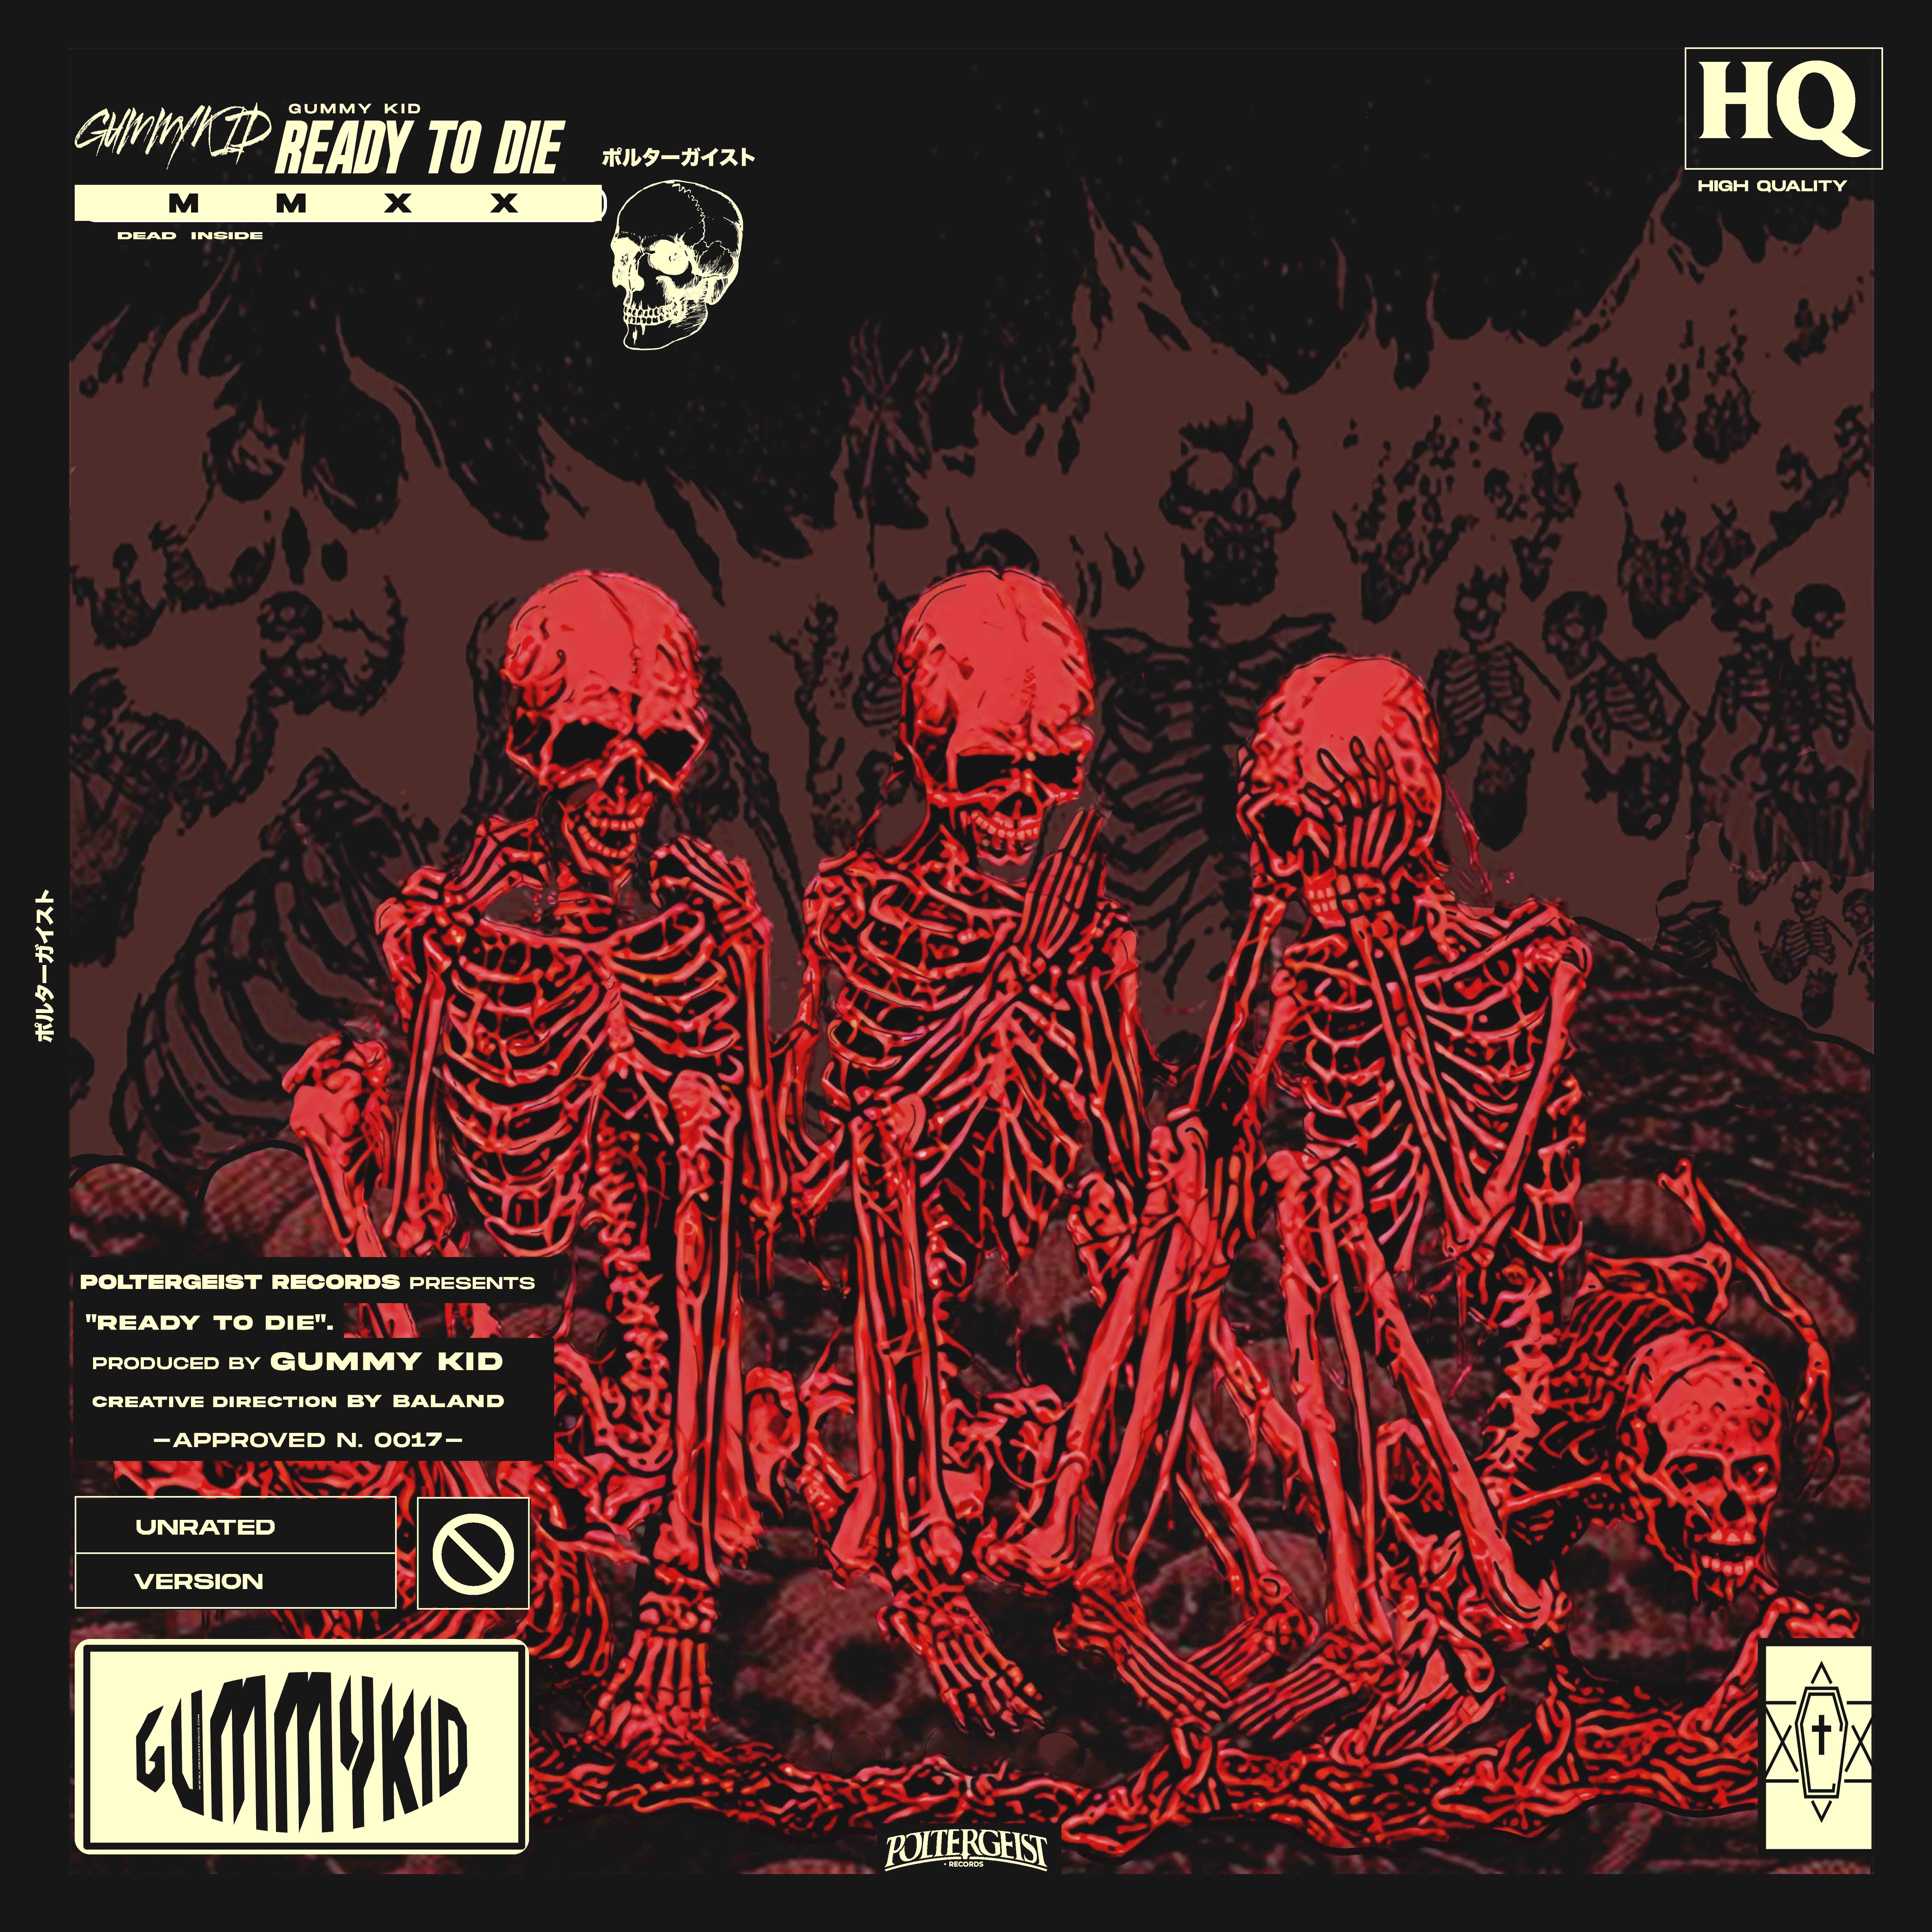 GUMMYKID
GUMMY KID
READY TO DIE
ポルターガイスト
M M X X
DEAD INSIDE
HQ
HIGH QUALITY
ポルターガイスト
POLTERGEIST RECORDS PRESENTS
"READY TO DIE".
PRODUCED BY GUMMY KID
CREATIVE DIRECTION BY BALAND
–APPROVED N. 0017–
UNRATED
VERSION
GUMMYKID
POLTERGEIST
• RECORDS